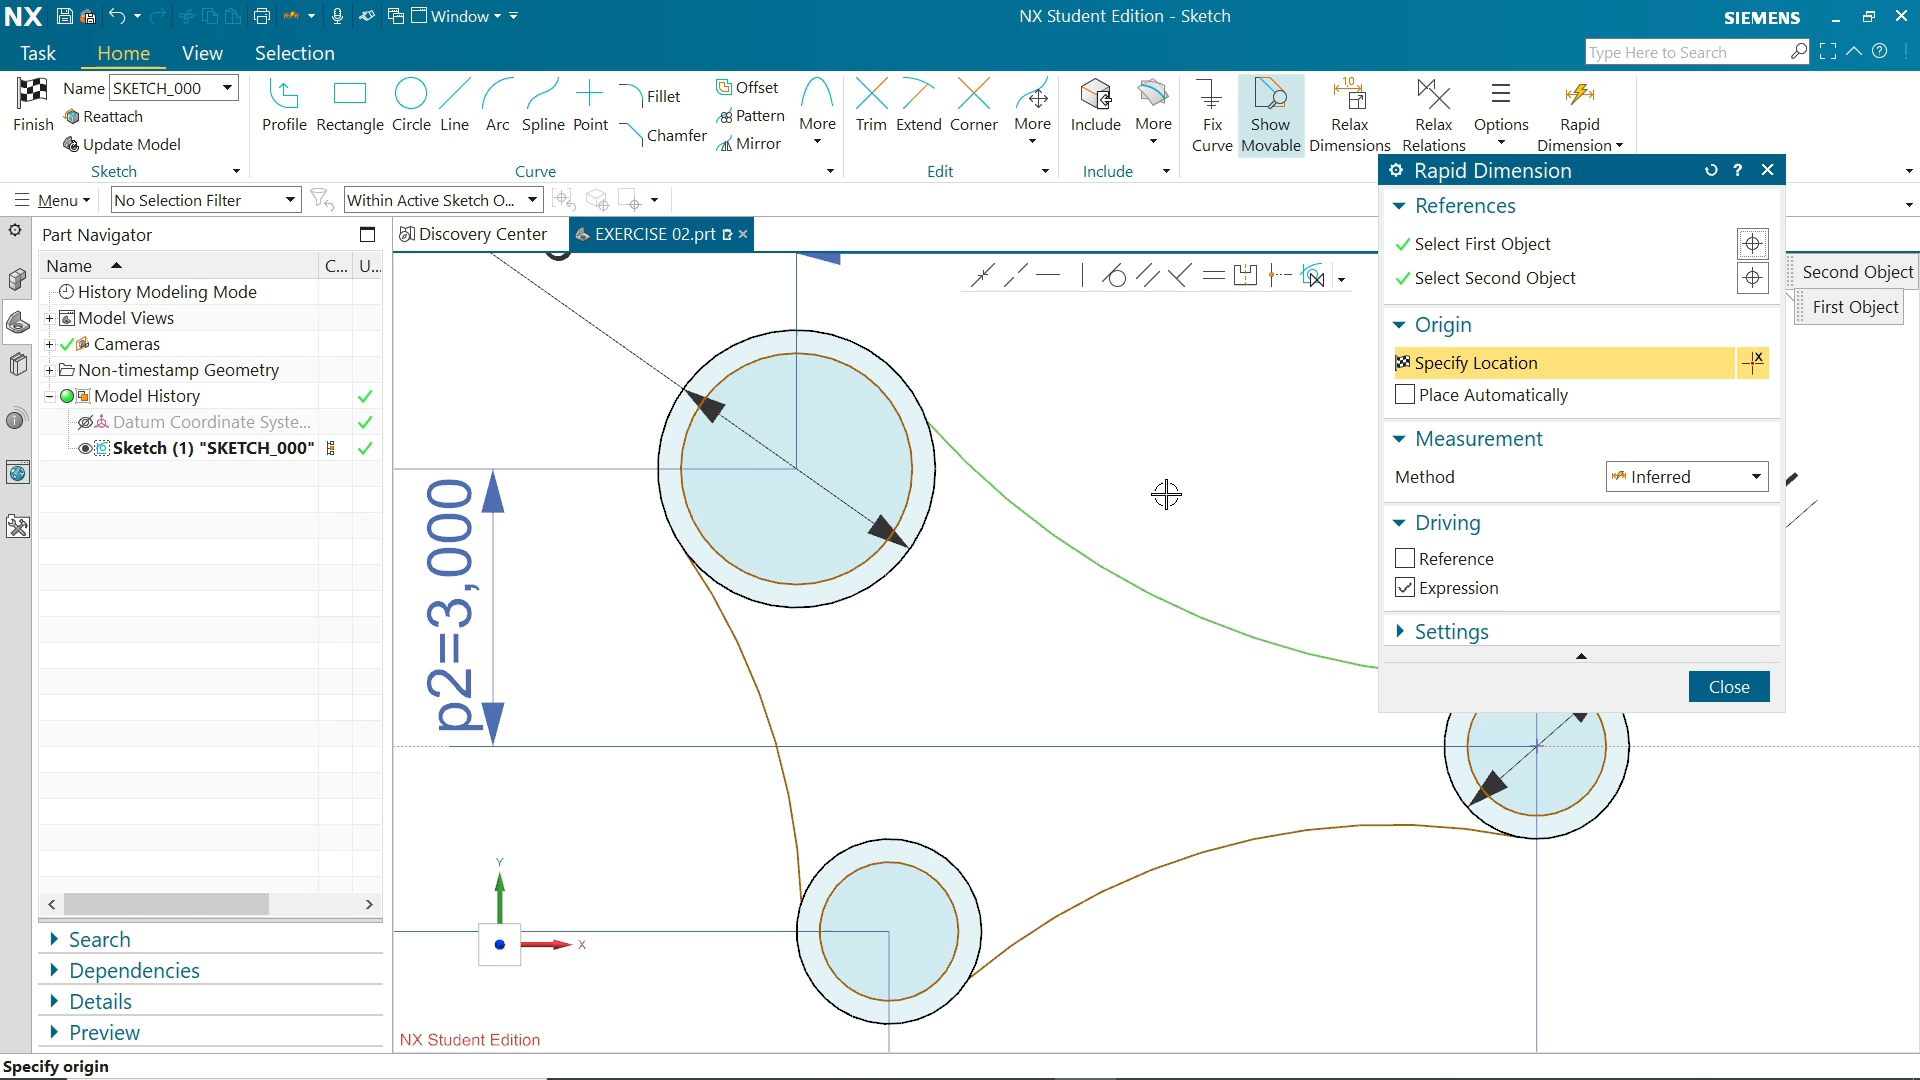 NX Window NX Student Edition - Sketch SIEMENS
Task Home View Selection Type Here to Search
Name SKETCH_000
Reattach
Update Model
Finish Profile Rectangle Circle Line Arc Spline Point Fillet Chamfer Offset Pattern Mirror More Trim Extend Corner More Include More Fix Curve Show Movable Relax Dimensions Relax Relations Options Rapid Dimension
1.0
Sketch Curve Edit Include
Menu No Selection Filter Within Active Sketch O...
Part Navigator
Discovery Center EXERCISE 02.prt
Name C... U...
History Modeling Mode
Model Views
Cameras
Non-timestamp Geometry
Model History
Datum Coordinate Syste...
Sketch (1) "SKETCH_000"
Search
Dependencies
Details
Preview
p2=3,000
Y
X
NX Student Edition
Rapid Dimension
References
Select First Object
Select Second Object
Origin
Specify Location
Place Automatically
Measurement
Method Inferred
Driving
Reference
Expression
Settings
Close
Second Object
First Object
Specify origin